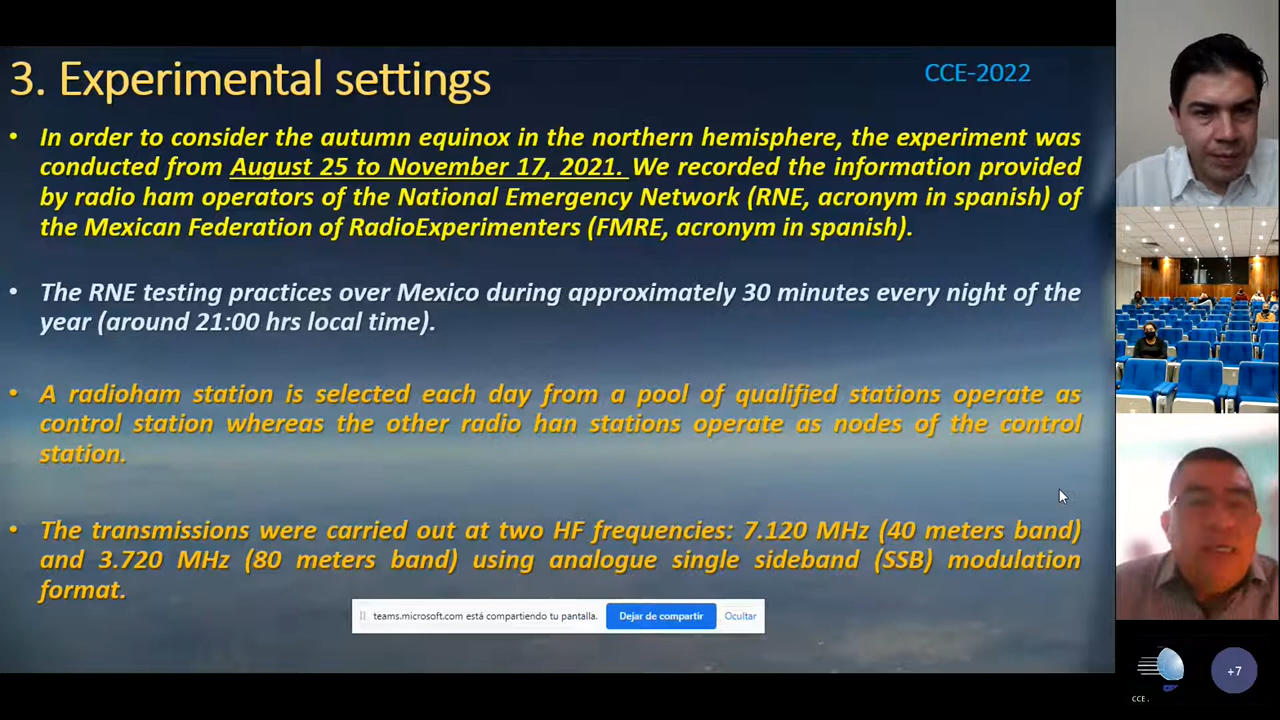 3. Experimental settings
CCE-2022
• In order to consider the autumn equinox in the northern hemisphere, the experiment was
conducted from August 25 to November 17, 2021. We recorded the information provided
by radio ham operators of the National Emergency Network (RNE, acronym in spanish) of
the Mexican Federation of RadioExperimenters (FMRE, acronym in spanish).
• The RNE testing practices over Mexico during approximately 30 minutes every night of the
year (around 21:00 hrs local time).
• A radioham station is selected each day from a pool of qualified stations operate as
control station whereas the other radio han stations operate as nodes of the control
station.
• The transmissions were carried out at two HF frequencies: 7.120 MHz (40 meters band)
and 3.720 MHz (80 meters band) using analogue single sideband (SSB) modulation
format.
teams.microsoft.com está compartiendo tu pantalla.
Dejar de compartir
Ocultar
CCE.
+7